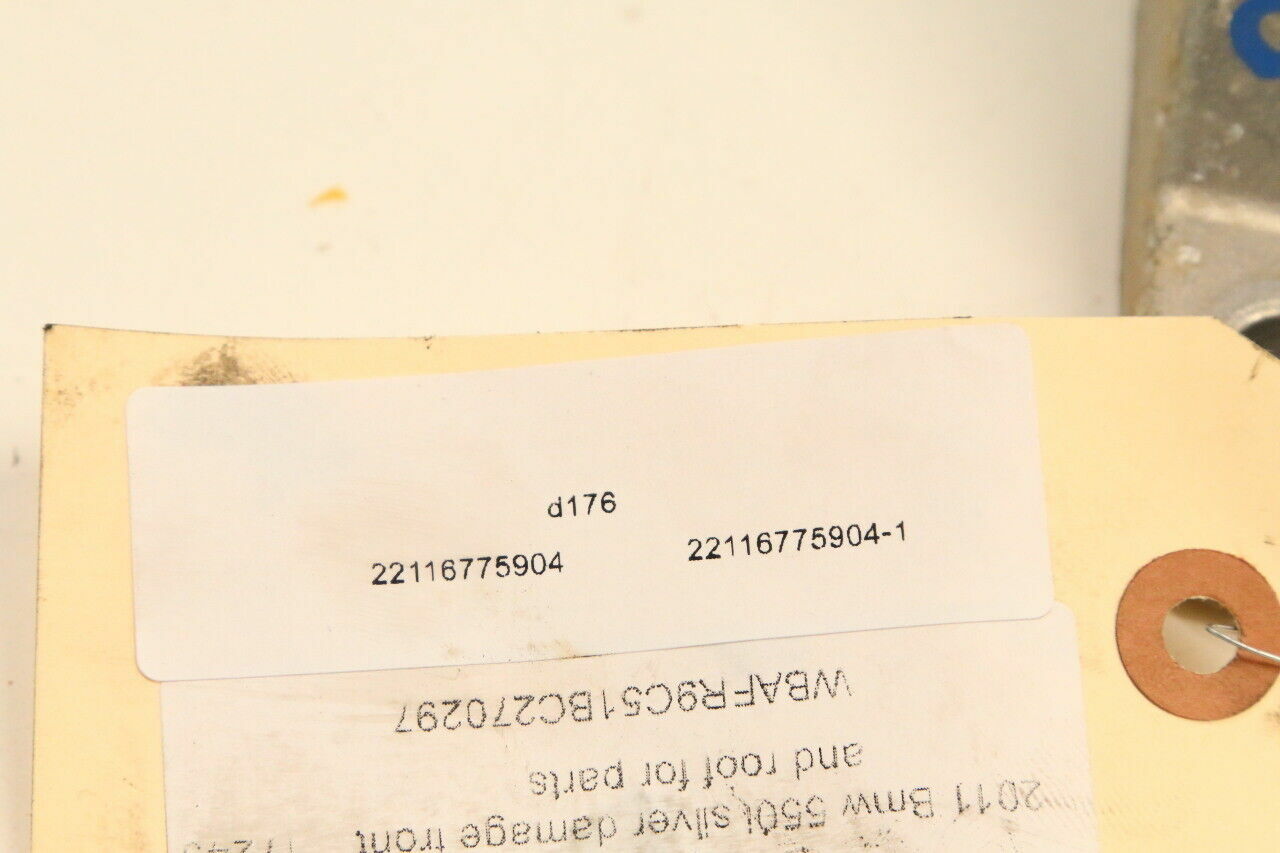 d176
22116775904 22116775904-1
2011 Bmw 550i,silver damage front
and roof for parts
WBAFR9C51BC270297